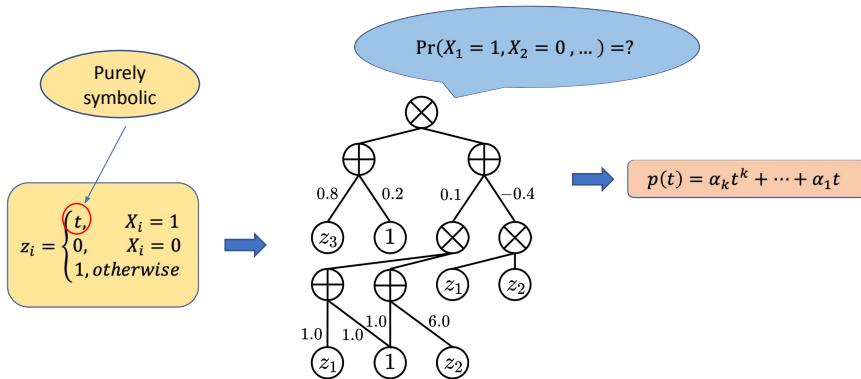 Pr(X₁ = 1, X₂ = 0 , … ) =?
Purely
symbolic
z_i = { t, X_i = 1
0, X_i = 0
1, otherwise
0.8 0.2 0.1 −0.4
z₃ 1
z₁ z₂
1.0 1.0 1.0 6.0
z₁ 1 z₂
p(t) = α_k t^k + ⋯ + α₁ t